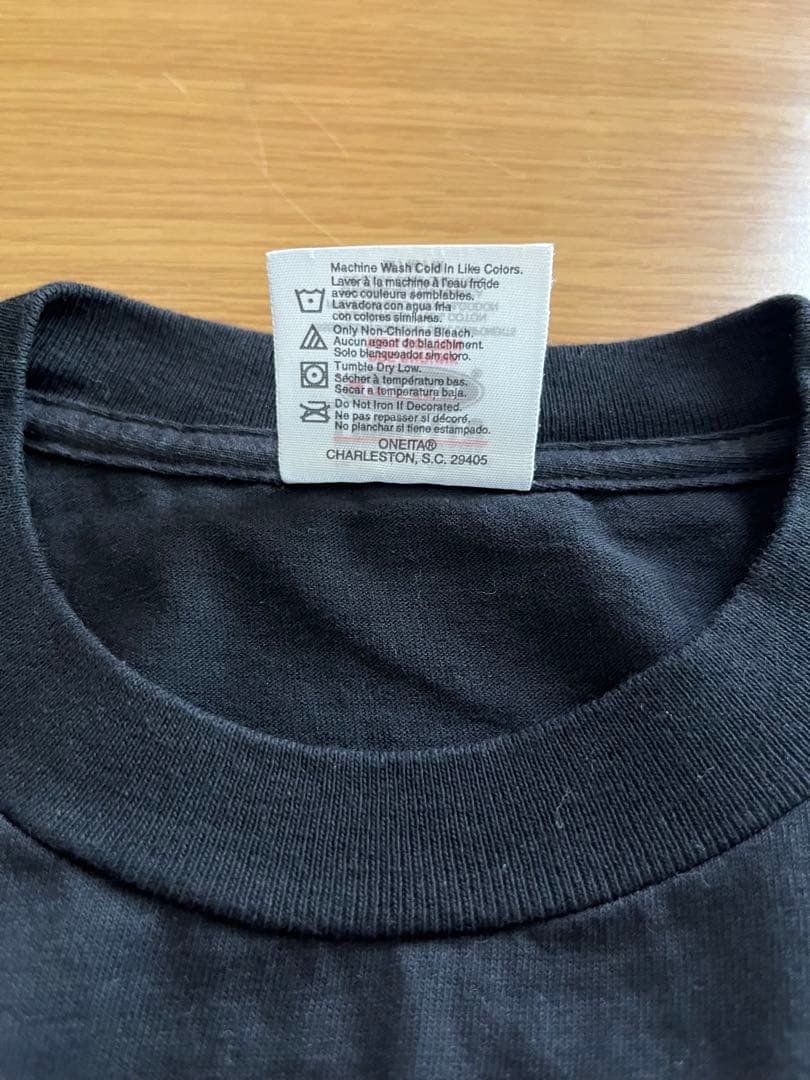 Machine Wash Cold in Like Colors.
Laver à la machine à l'eau froide
avec couleurs semblables.
Lavadora con agua fria
con colores similares.
Only Non-Chlorine Bleach.
Aucun agent de blanchiment.
Solo blanqueador sin cloro.
Tumble Dry Low.
Sécher à température bas.
Secar a temperatura baja.
Do Not Iron If Decorated.
Ne pas repasser si décoré.
No planchar si tiene estampado.
ONEITA®
CHARLESTON, S.C. 29405